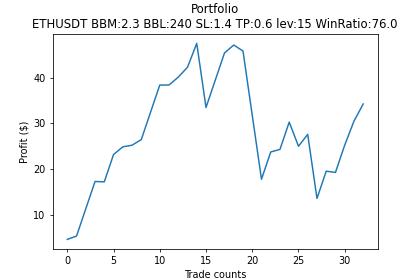 Portfolio
ETHUSDT BBM:2.3 BBL:240 SL:1.4 TP:0.6 lev:15 WinRatio:76.0
Profit ($)
40
30
20
10
0 5 10 15 20 25 30
Trade counts